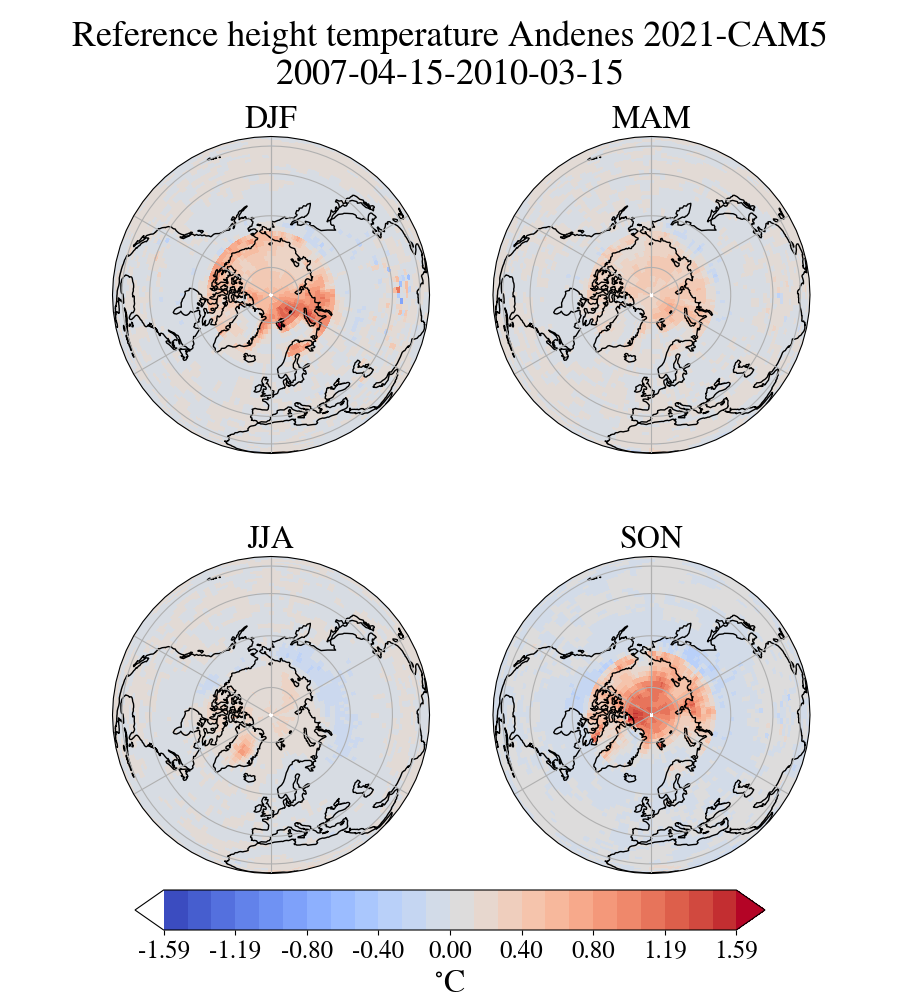 Reference height temperature Andenes 2021-CAM5
2007-04-15-2010-03-15
DJF
MAM
JJA
SON
-1.59 -1.19 -0.80 -0.40 0.00 0.40 0.80 1.19 1.59
°C